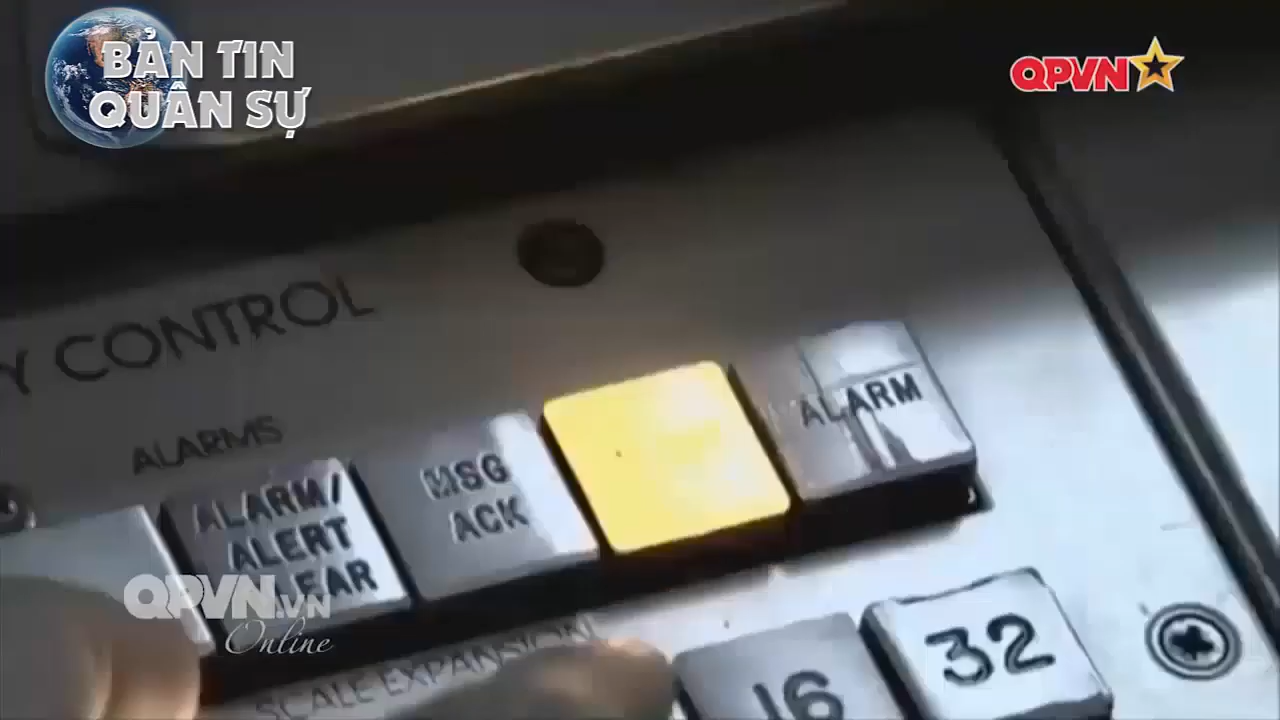 BẢN TIN
QUÂN SỰ
QPVN
Y CONTROL
ALARMS
ALARM/
ALERT
MSG
ACK
ALARM
QPVN.VN
Online
SCALE EXPANSION
16
32